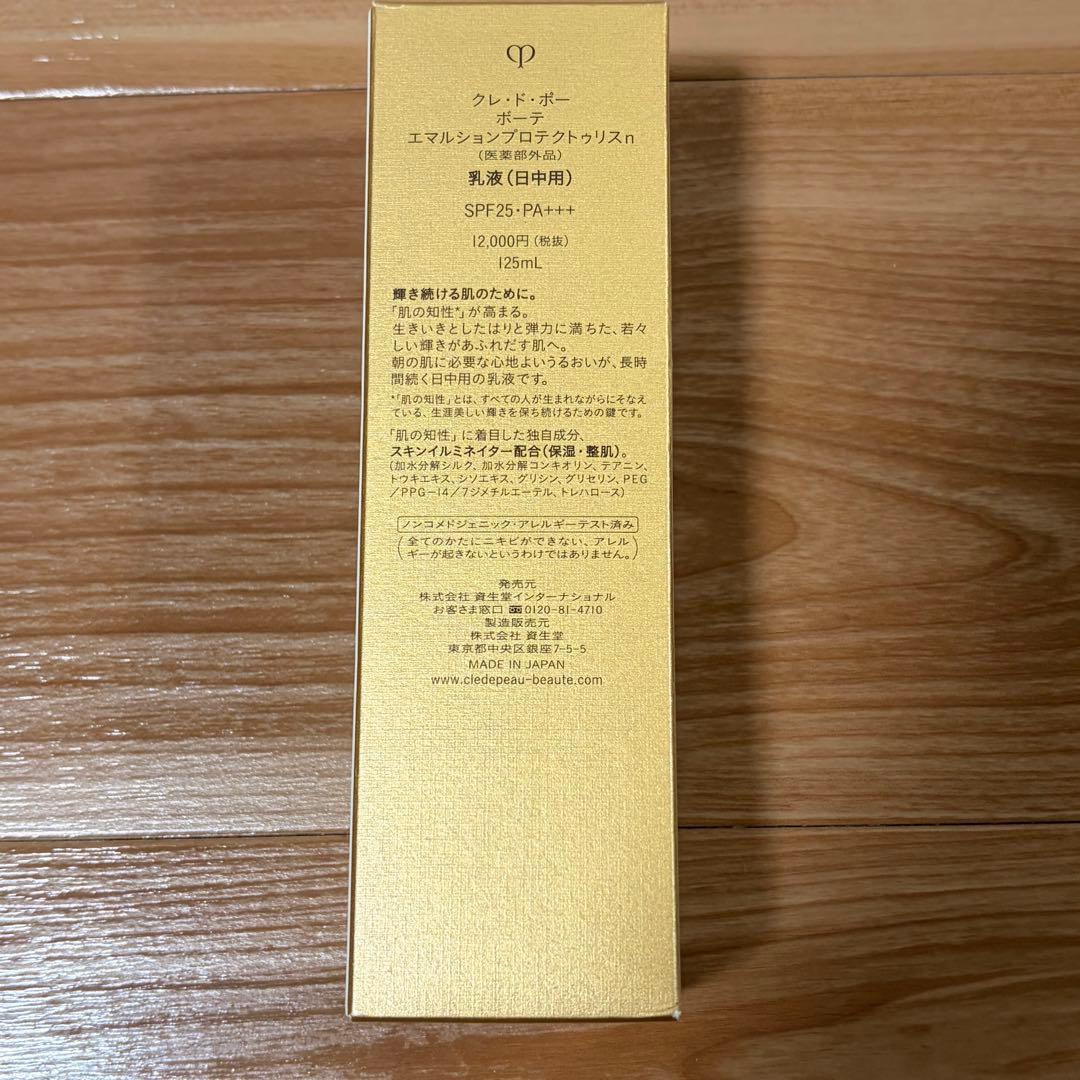 クレ・ド・ポー
ボーテ
エマルションプロテクトゥリスn
（医薬部外品）
乳液（日中用）
SPF25・PA+++
12,000円（税抜）
125mL
輝き続ける肌のために。
「肌の知性*」が高まる。
生きいきとしたはりと弾力に満ちた、若々
しい輝きがあふれだす肌へ。
朝の肌に必要な心地よいうるおいが、長時
間続く日中用の乳液です。
*「肌の知性」とは、すべての人が生まれながらにそなえ
ている、生涯美しい輝きを保ち続けるための鍵です。
「肌の知性」に着目した独自成分、
スキンイルミネイター配合（保湿・整肌）。
（加水分解シルク、加水分解コンキオリン、テアニン、
トウキエキス、シソエキス、グリシン、グリセリン、PEG
／PPG-14／7ジメチルエーテル、トレハロース）
ノンコメドジェニック・アレルギーテスト済み
（全てのかたにニキビができない、アレル
ギーが起きないというわけではありません。）
発売元
株式会社 資生堂インターナショナル
お客さま窓口 0120-81-4710
製造販売元
株式会社 資生堂
東京都中央区銀座7-5-5
MADE IN JAPAN
www.cledepeau-beaute.com